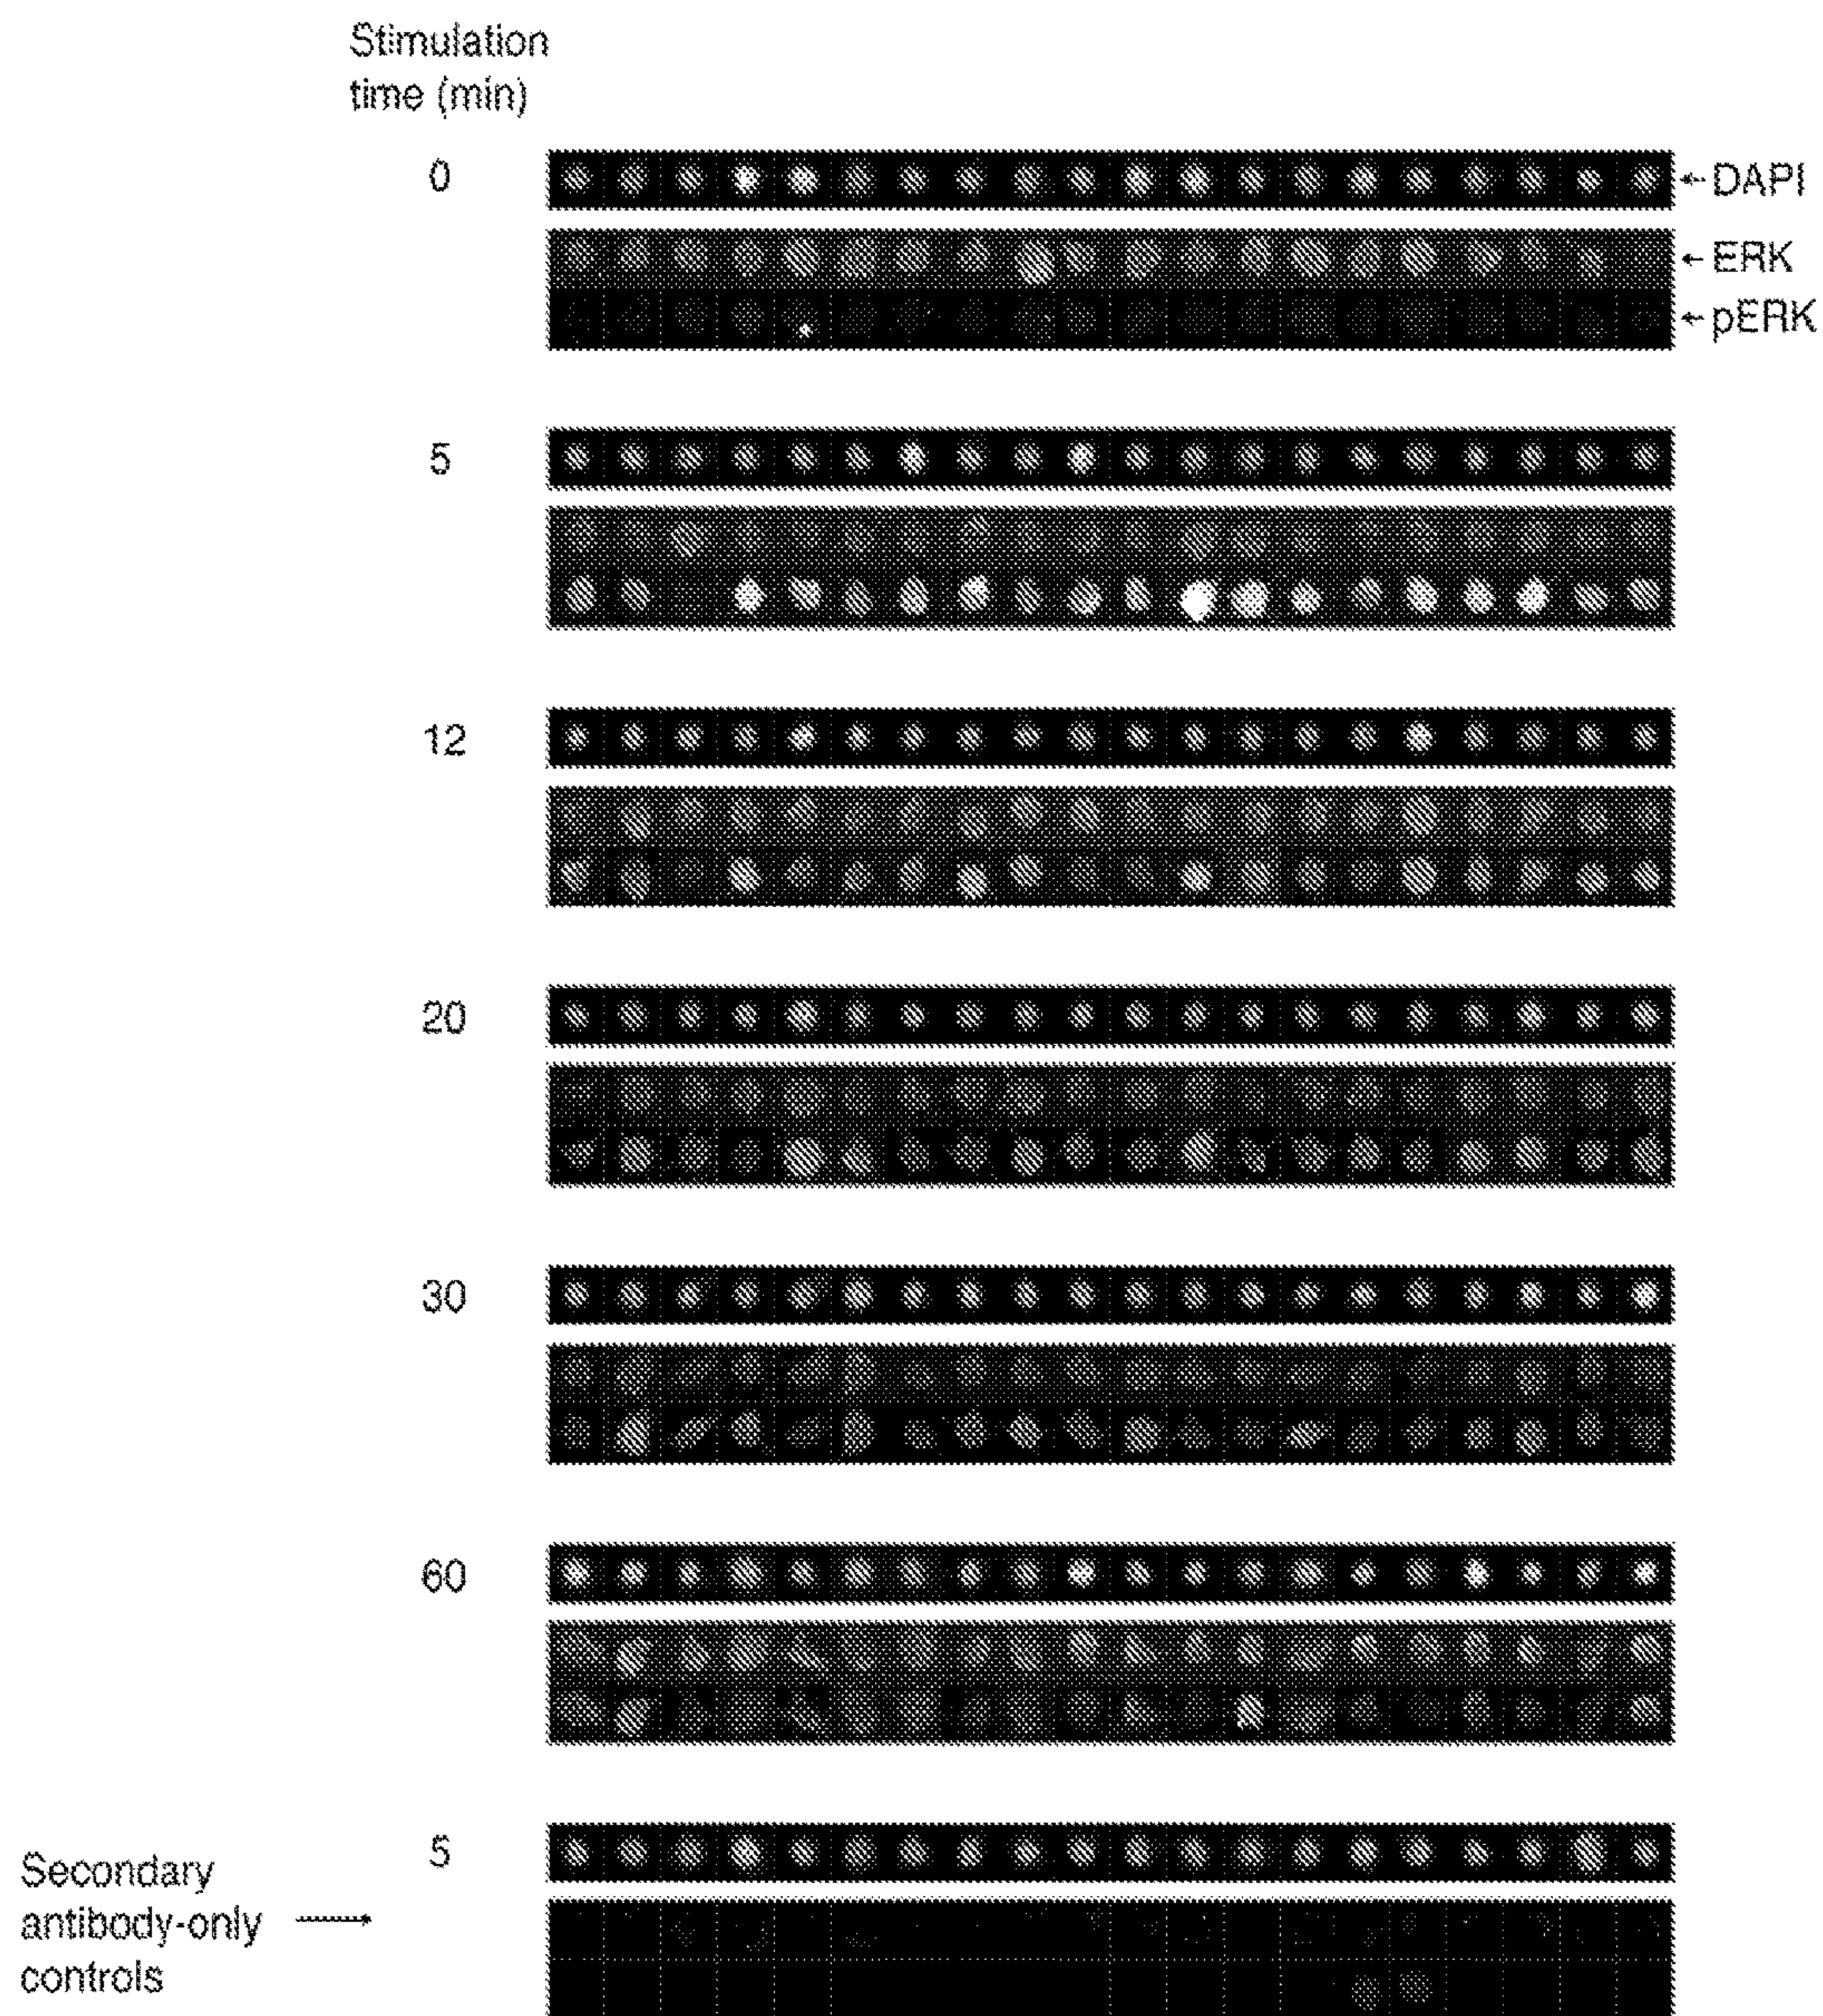 Stimulation
time (min)
0
DAPI
ERK
pERK
5
12
20
30
60
5
Secondary
antibody-only
controls